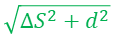 √(ΔS² + d²)